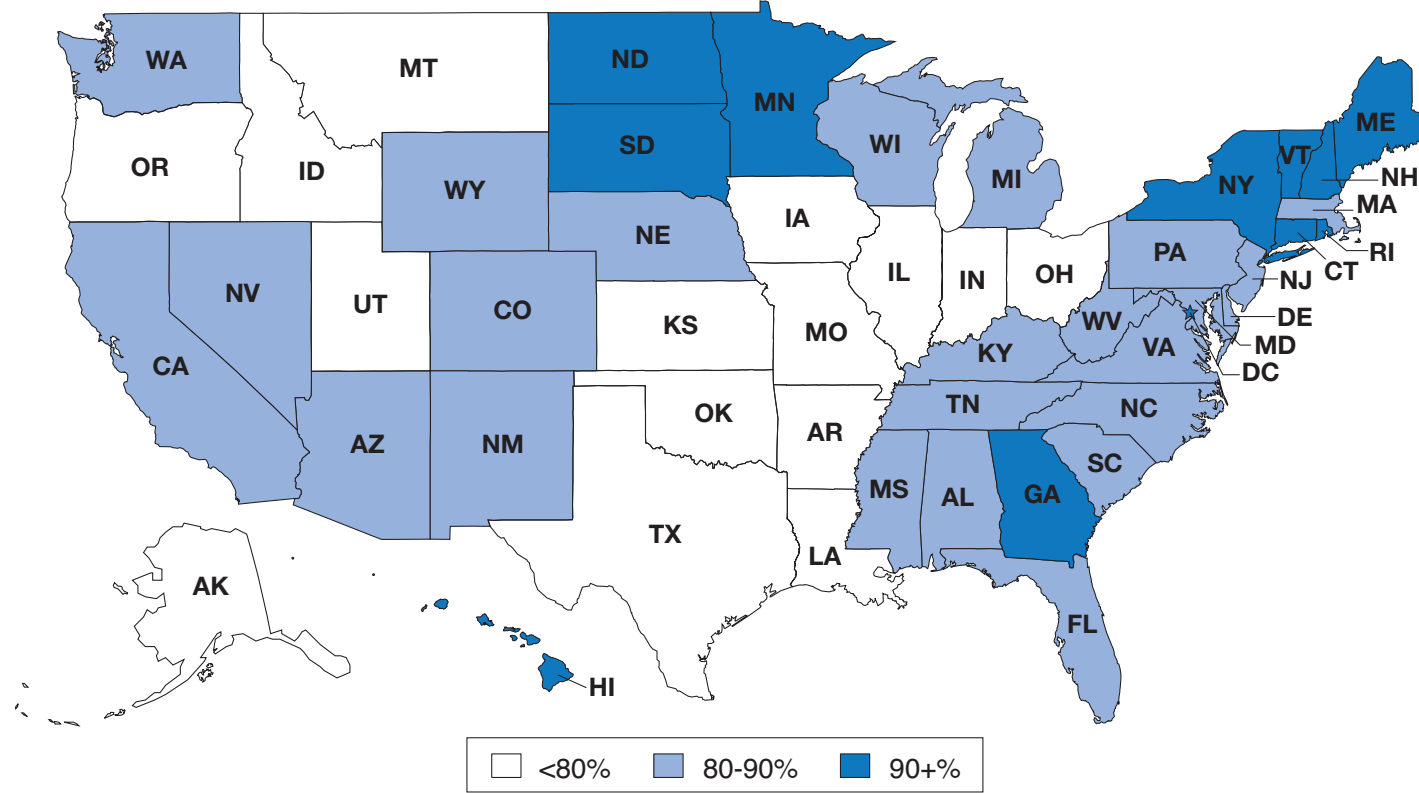 WA
MT
ND
MN
ME
OR
ID
SD
WI
VT
WY
MI
NY
NH
MA
IA
NE
PA
RI
NV
IL
IN
OH
CT
NJ
UT
CO
KS
MO
WV
DE
CA
KY
VA
MD
DC
TN
NC
OK
AZ
NM
AR
SC
MS
AL
GA
TX
LA
AK
FL
HI
<80%
80-90%
90+%